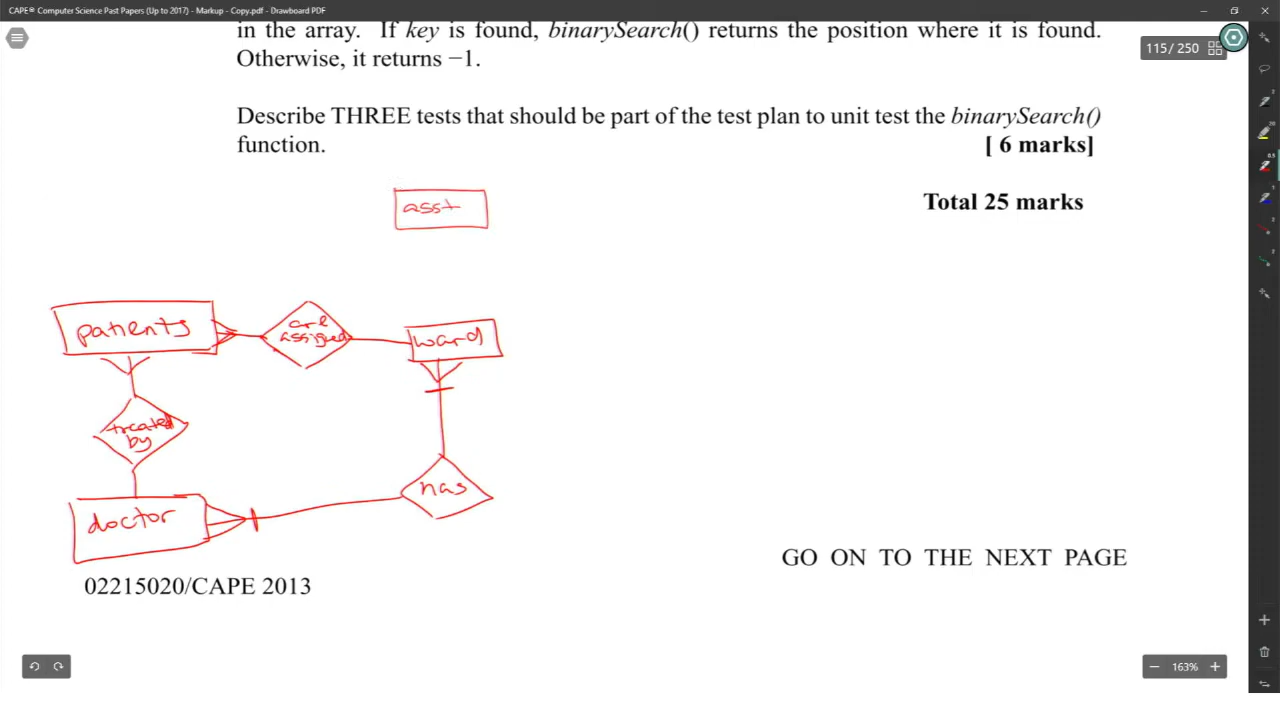 CAPE® Computer Science Past Papers (Up to 2017) - Markup - Copy.pdf - Drawboard PDF
in the array. If key is found, binarySearch() returns the position where it is found.
Otherwise, it returns −1.
115 / 250
Describe THREE tests that should be part of the test plan to unit test the binarySearch()
function.
[ 6 marks]
Total 25 marks
asst
patients
are
assigned
ward
treated
by
has
doctor
GO ON TO THE NEXT PAGE
02215020/CAPE 2013
163%